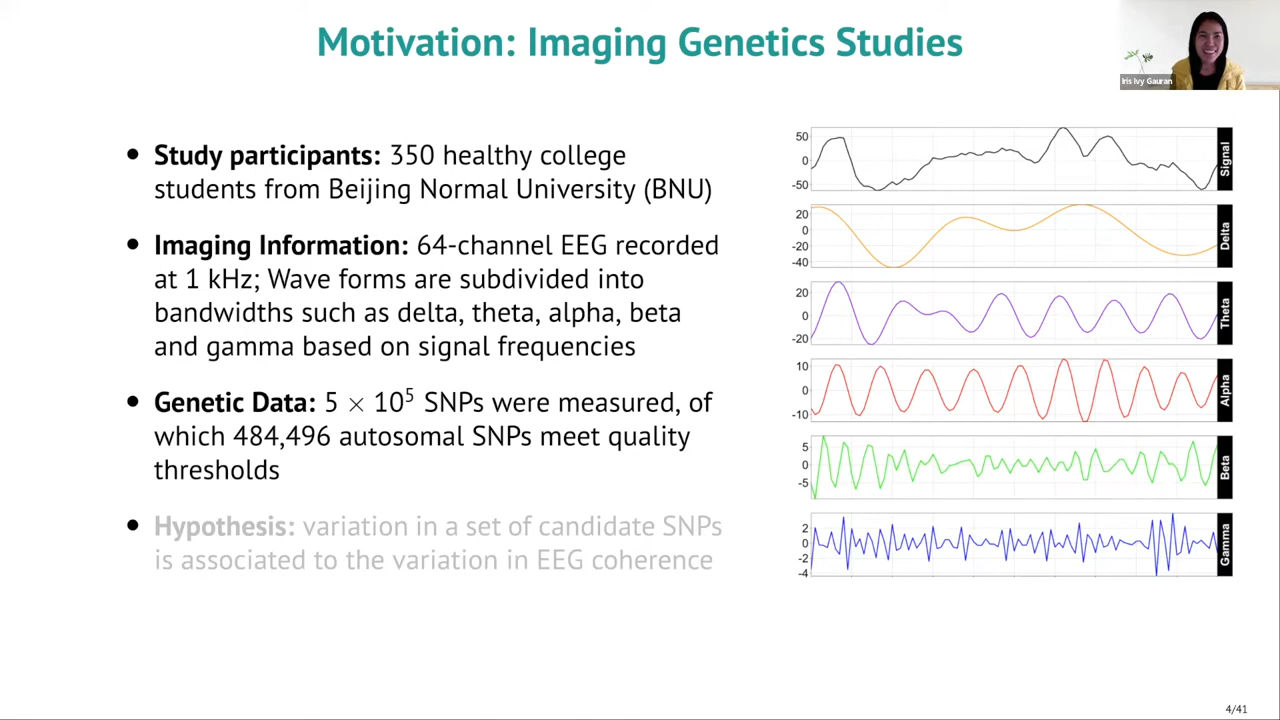 Motivation: Imaging Genetics Studies
Iris Ivy Gauran
• Study participants: 350 healthy college
students from Beijing Normal University (BNU)
• Imaging Information: 64-channel EEG recorded
at 1 kHz; Wave forms are subdivided into
bandwidths such as delta, theta, alpha, beta
and gamma based on signal frequencies
• Genetic Data: 5 × 10⁵ SNPs were measured, of
which 484,496 autosomal SNPs meet quality
thresholds
• Hypothesis: variation in a set of candidate SNPs
is associated to the variation in EEG coherence
50
0
-50
Signal
20
0
-20
-40
Delta
20
0
-20
Theta
10
0
-10
Alpha
5
0
-5
Beta
2
0
-2
-4
Gamma
4/41